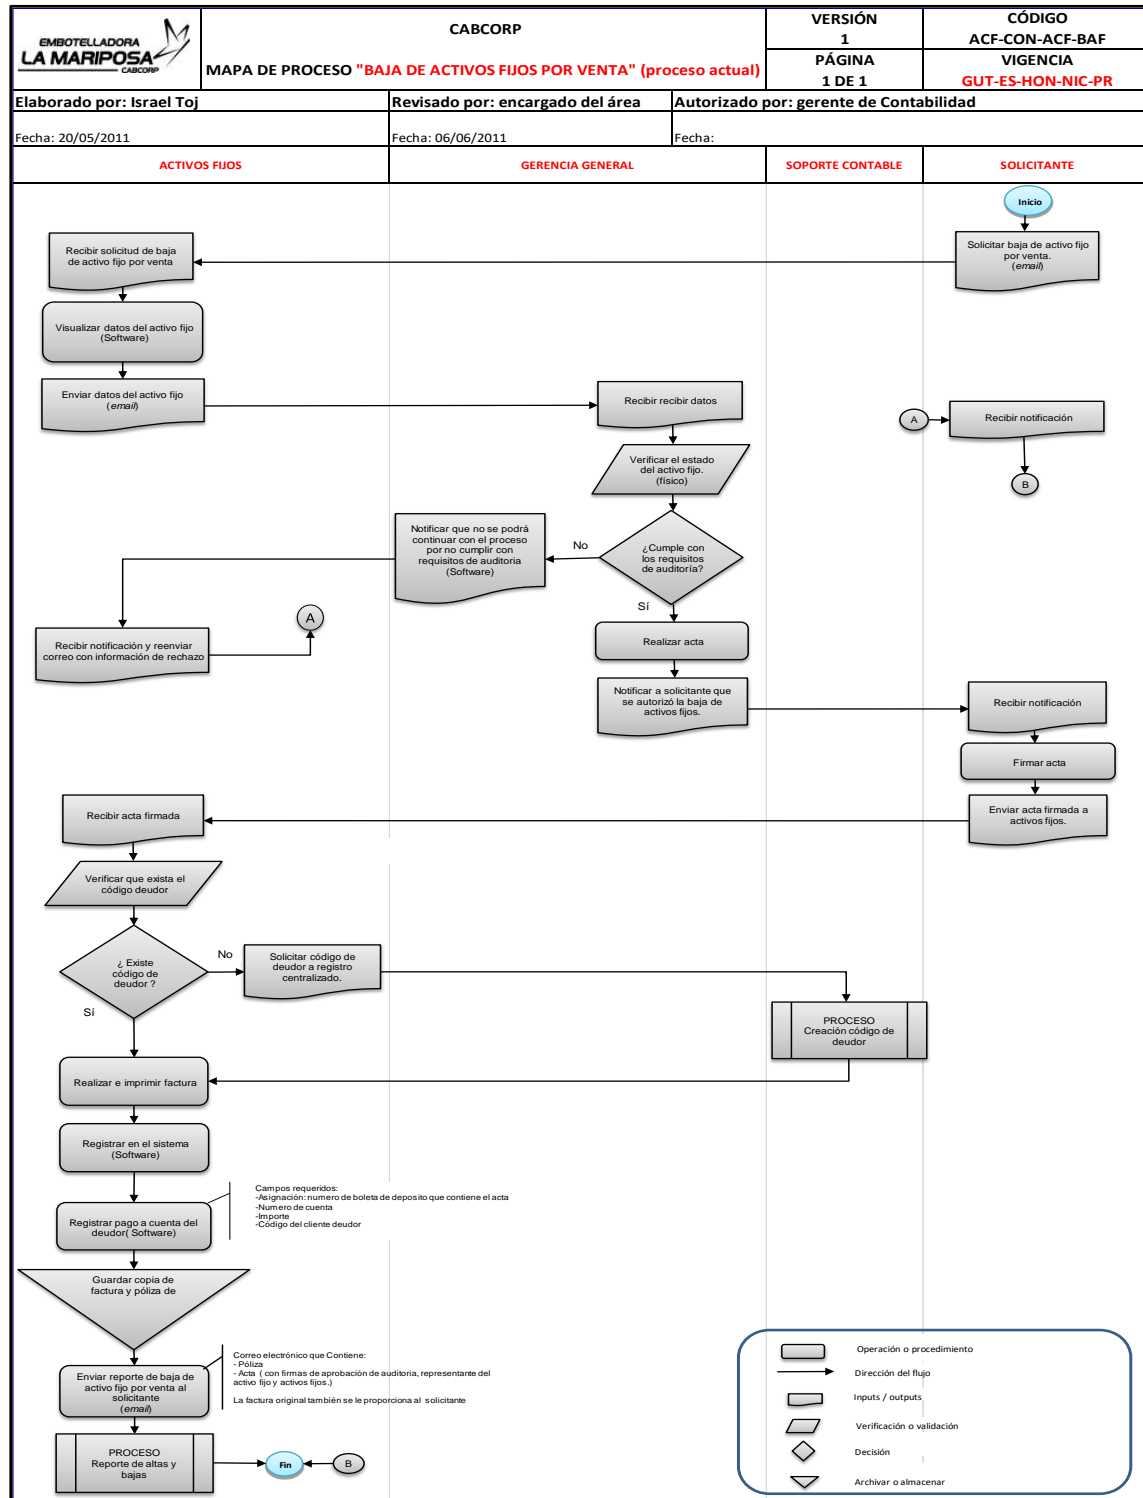 EMBOTELLADORA
LA MARIPOSA
CABCORP
CABCORP
MAPA DE PROCESO "BAJA DE ACTIVOS FIJOS POR VENTA" (proceso actual)
VERSIÓN
1
CÓDIGO
ACF-CON-ACF-BAF
PÁGINA
1 DE 1
VIGENCIA
GUT-ES-HON-NIC-PR
Elaborado por: Israel Toj
Revisado por: encargado del área
Autorizado por: gerente de Contabilidad
Fecha: 20/05/2011
Fecha: 06/06/2011
Fecha:
ACTIVOS FIJOS
GERENCIA GENERAL
SOPORTE CONTABLE
SOLICITANTE
Inicio
Solicitar baja de activo fijo
por venta.
(email)
Recibir solicitud de baja
de activo fijo por venta
Visualizar datos del activo fijo
(Software)
Enviar datos del activo fijo
(email)
Recibir recibir datos
A
Recibir notificación
B
Verificar el estado
del activo fijo.
(físico)
¿Cumple con
los requisitos
de auditoría?
No
Sí
Notificar que no se podrá
continuar con el proceso
por no cumplir con
requisitos de auditoria
(Software)
A
Recibir notificación y reenviar
correo con información de rechazo
Realizar acta
Notificar a solicitante que
se autorizó la baja de
activos fijos.
Recibir notificación
Firmar acta
Enviar acta firmada a
activos fijos.
Recibir acta firmada
Verificar que exista el
código deudor
¿ Existe
código de
deudor ?
No
Sí
Solicitar código de
deudor a registro
centralizado.
PROCESO
Creación código de
deudor
Realizar e imprimir factura
Registrar en el sistema
(Software)
Campos requeridos:
-Asignación: numero de boleta de deposito que contiene el acta
-Numero de cuenta
-Importe
-Código del cliente deudor
Registrar pago a cuenta del
deudor( Software)
Guardar copia de
factura y póliza de
Correo electrónico que Contiene:
- Póliza
- Acta ( con firmas de aprobación de auditoria, representante del
activo fijo y activos fijos.)
La factura original también se le proporciona al solicitante
Enviar reporte de baja de
activo fijo por venta al
solicitante
(email)
PROCESO
Reporte de altas y
bajas
Fin
B
Operación o procedimiento
Dirección del flujo
Inputs / outputs
Verificación o validación
Decisión
Archivar o almacenar